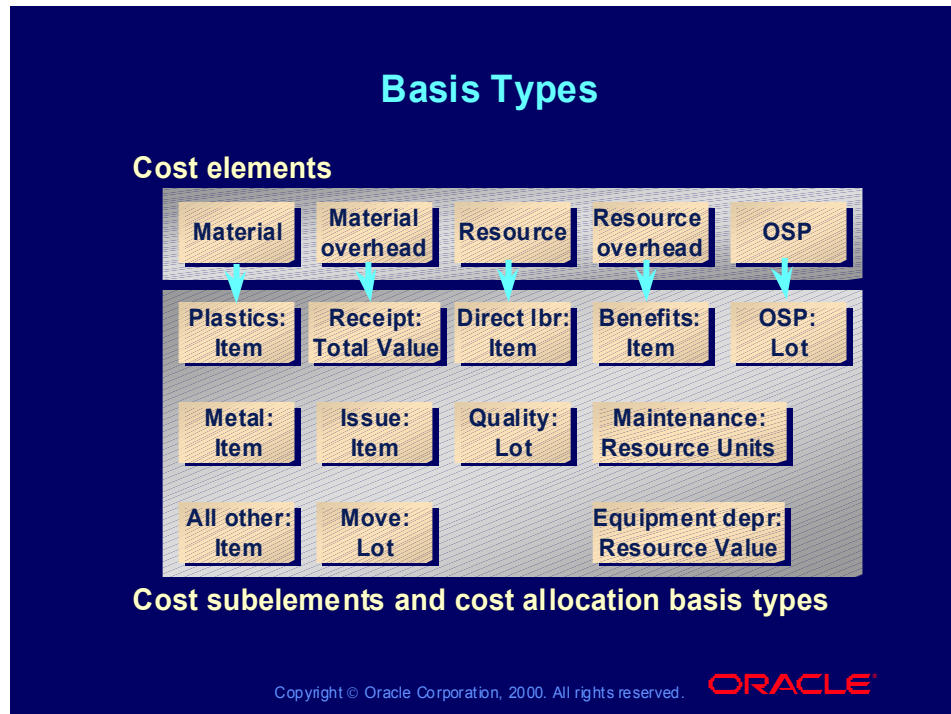 Basis Types
Cost elements
Material
Material
overhead
Resource
Resource
overhead
OSP
Plastics:
Item
Receipt:
Total Value
Direct lbr:
Item
Benefits:
Item
OSP:
Lot
Metal:
Item
Issue:
Item
Quality:
Lot
Maintenance:
Resource Units
All other:
Item
Move:
Lot
Equipment depr:
Resource Value
Cost subelements and cost allocation basis types
Copyright © Oracle Corporation, 2000. All rights reserved.
ORACLE®